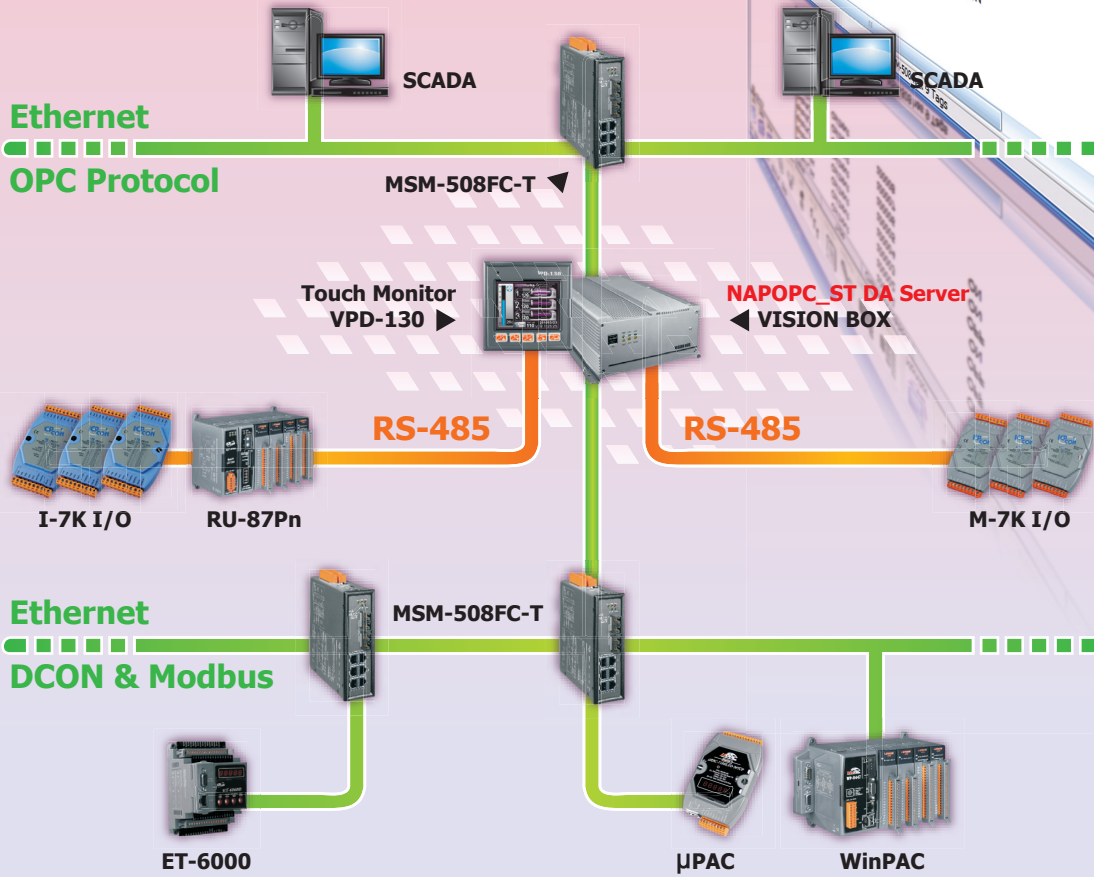 SCADA
SCADA
Ethernet
OPC Protocol
MSM-508FC-T
Touch Monitor
VPD-130
NAPOPC_ST DA Server
VISION BOX
RS-485
RS-485
I-7K I/O
RU-87Pn
M-7K I/O
Ethernet
MSM-508FC-T
DCON & Modbus
ET-6000
µPAC
WinPAC